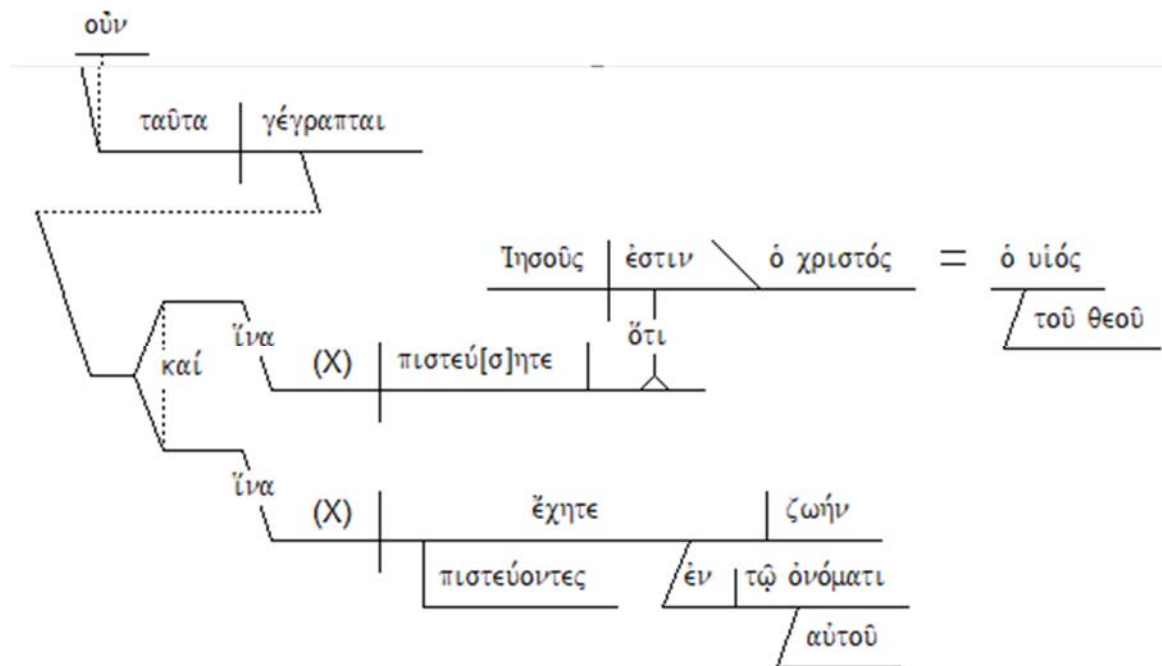 οὖν
ταῦτα γέγραπται
Ἰησοῦς ἐστιν ὁ χριστός = ὁ υἱός
τοῦ θεοῦ
ὅτι
ἵνα
καί
(X) πιστεύ[σ]ητε
ἵνα
(X) ἔχητε ζωήν
πιστεύοντες ἐν τῷ ὀνόματι
αὐτοῦ